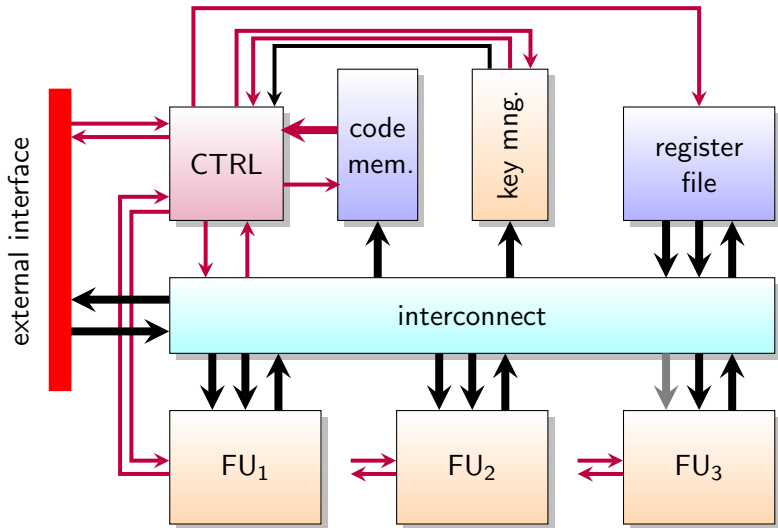 external interface
CTRL
code
mem.
key mng.
register
file
interconnect
FU₁
FU₂
FU₃